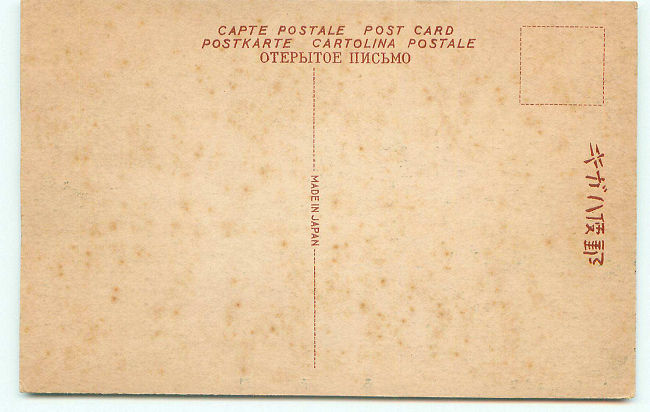 CAPTE POSTALE POST CARD
POSTKARTE CARTOLINA POSTALE
ОТЕРЫТОЕ ПИСЬМО
MADE IN JAPAN
キガハ便郵